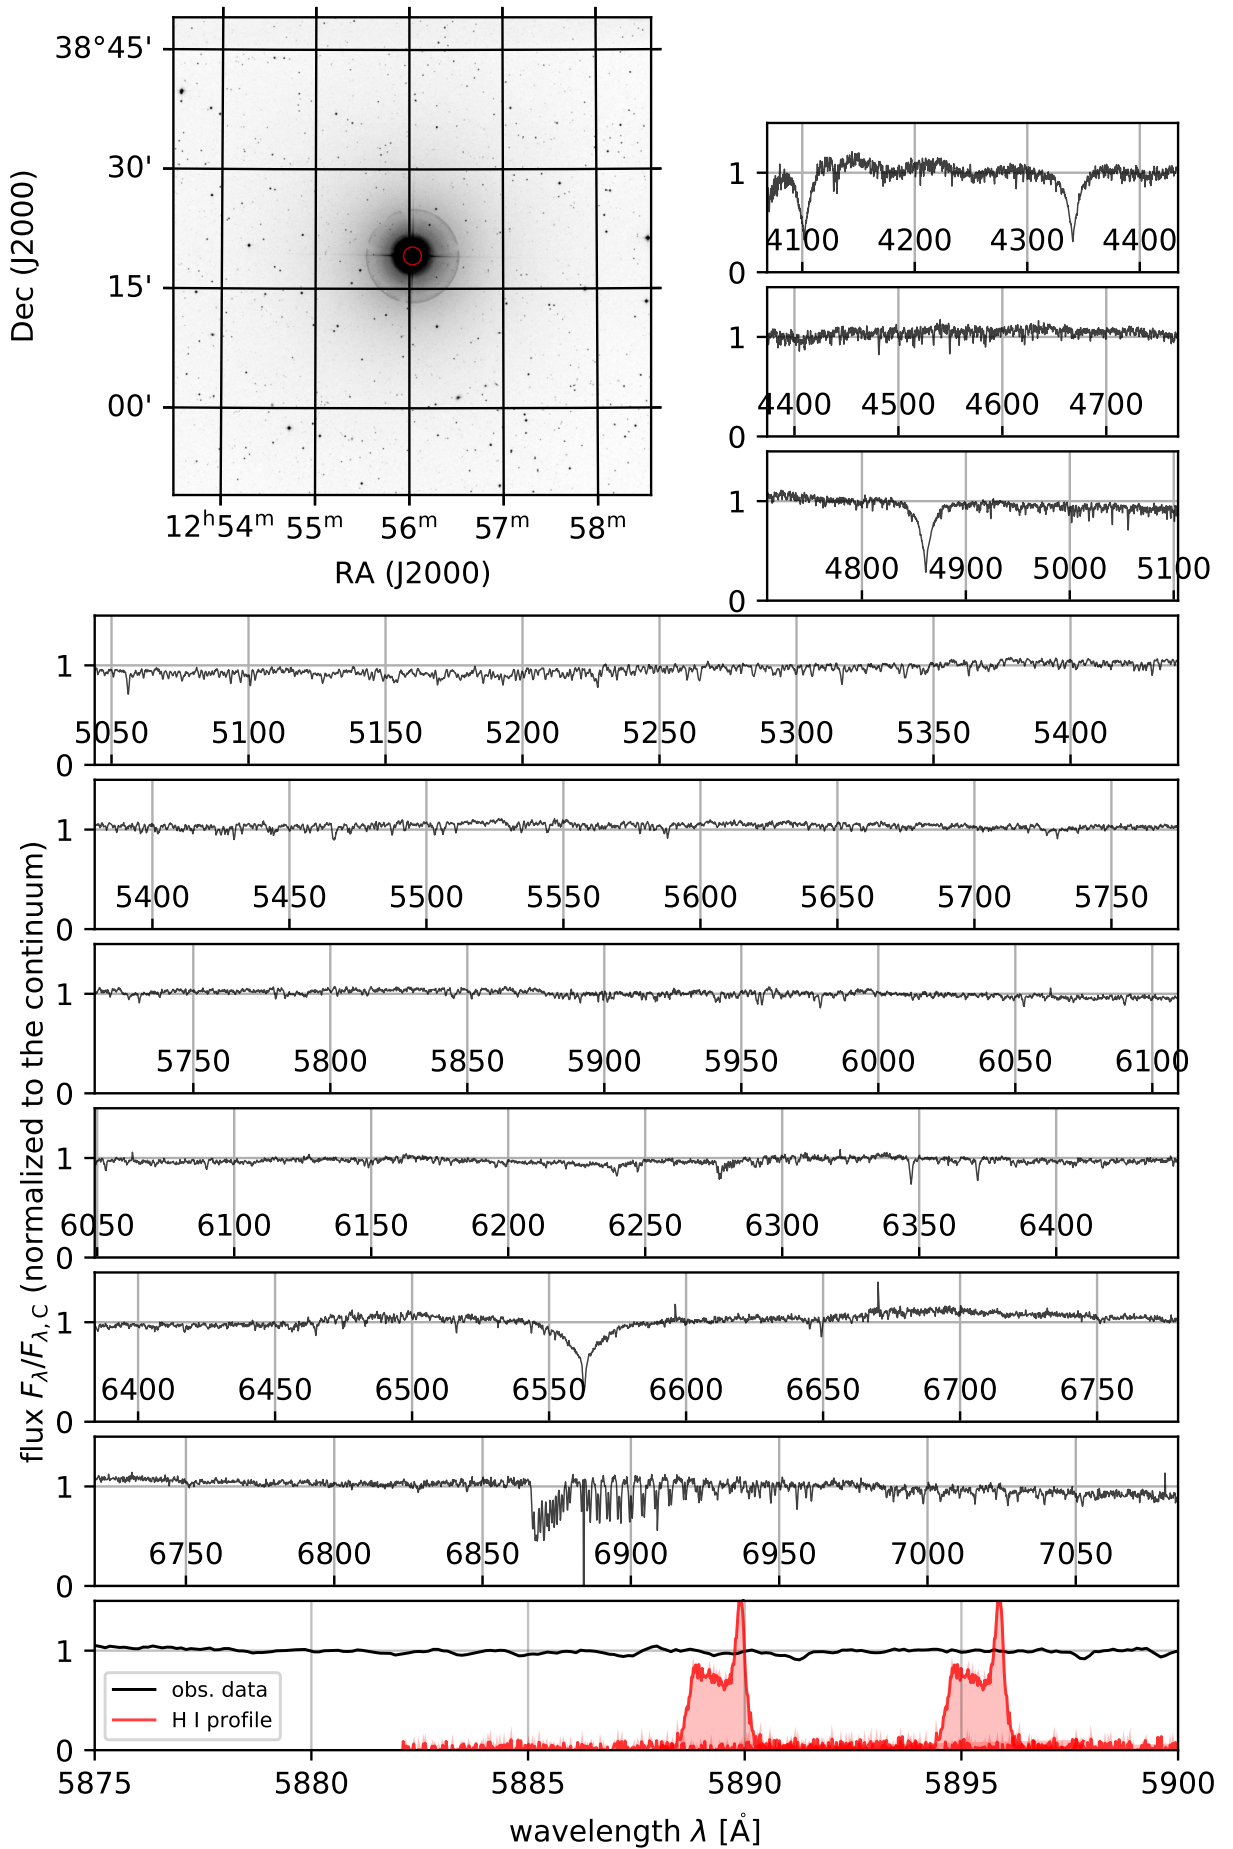 38°45'
30'
15'
00'
Dec (J2000)
12ʰ54ᵐ 55ᵐ 56ᵐ 57ᵐ 58ᵐ
RA (J2000)
1
0
4100 4200 4300 4400
1
0
4400 4500 4600 4700
1
0
4800 4900 5000 5100
flux Fλ/Fλ,C (normalized to the continuum)
1
0
5050 5100 5150 5200 5250 5300 5350 5400
1
0
5400 5450 5500 5550 5600 5650 5700 5750
1
0
5750 5800 5850 5900 5950 6000 6050 6100
1
0
6050 6100 6150 6200 6250 6300 6350 6400
1
0
6400 6450 6500 6550 6600 6650 6700 6750
1
0
6750 6800 6850 6900 6950 7000 7050
1
0
obs. data
H I profile
5875 5880 5885 5890 5895 5900
wavelength λ [Å]